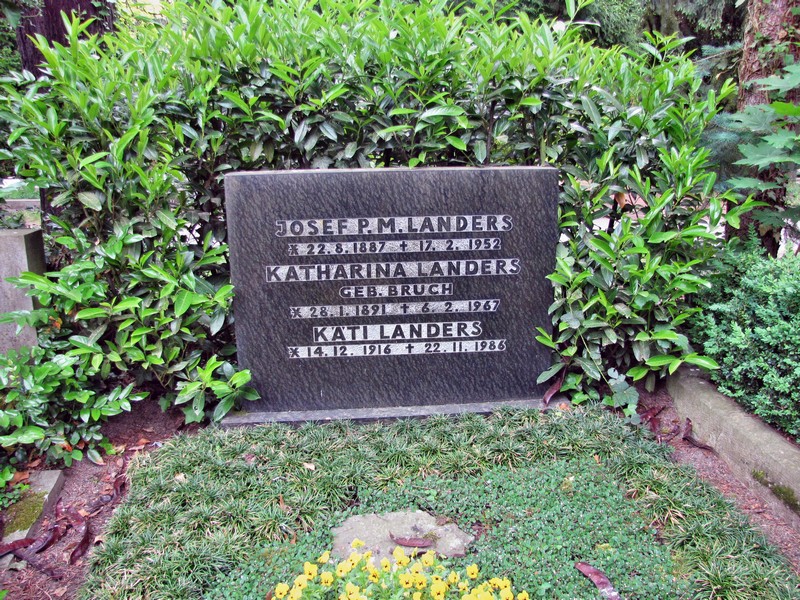 JOSEF P.M. LANDERS
* 22.8.1887 † 17.2.1952
KATHARINA LANDERS
GEB. BRUCH
* 28.1.1891 † 6.2.1967
KATI LANDERS
* 14.12.1916 † 22.11.1986